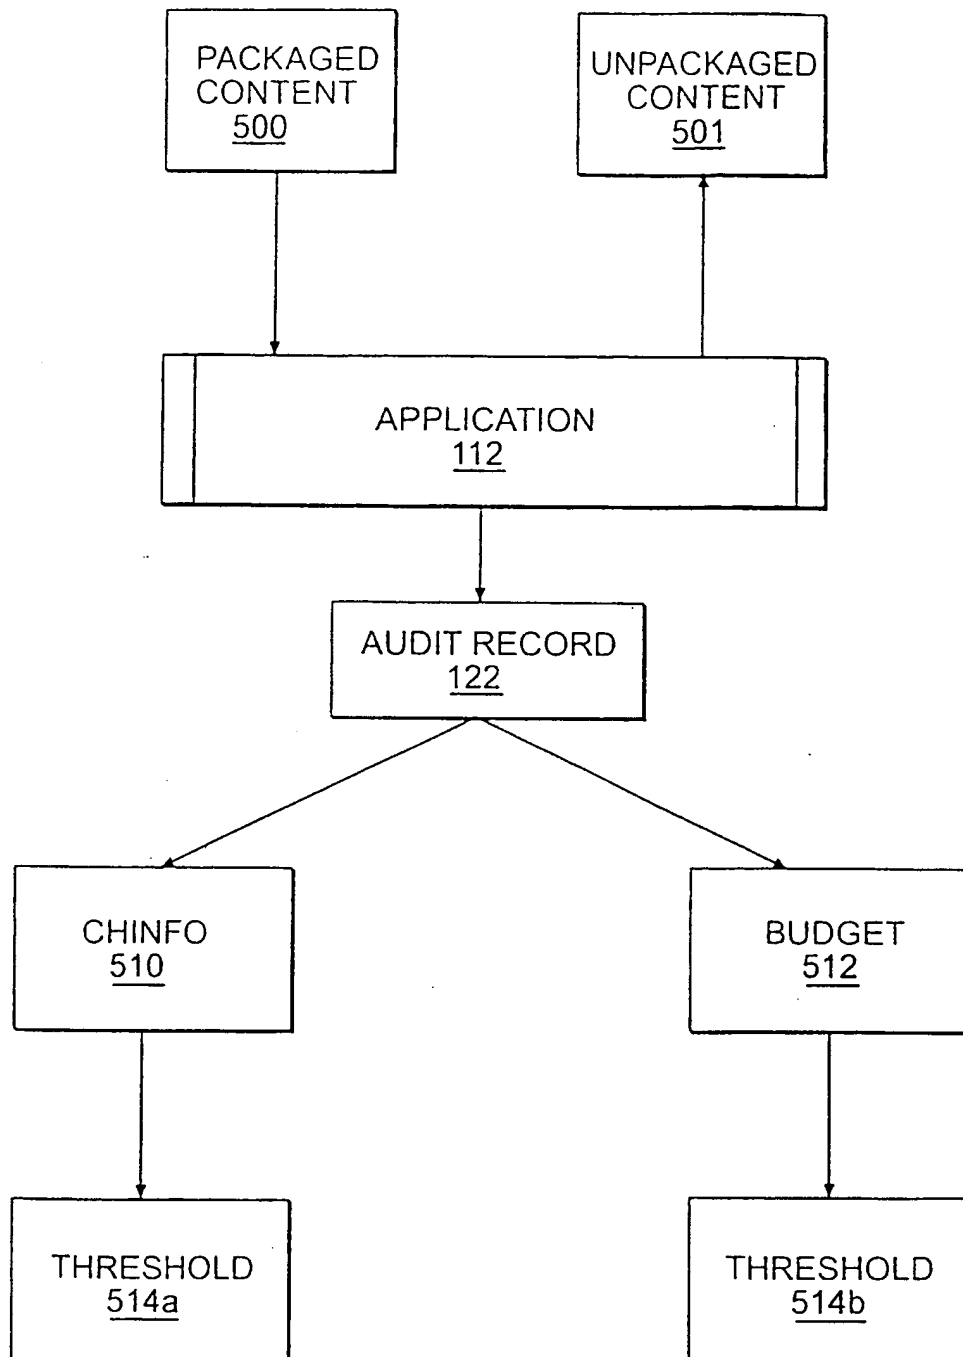 PACKAGED
CONTENT
500
UNPACKAGED
CONTENT
501
APPLICATION
112
AUDIT RECORD
122
CHINFO
510
BUDGET
512
THRESHOLD
514a
THRESHOLD
514b